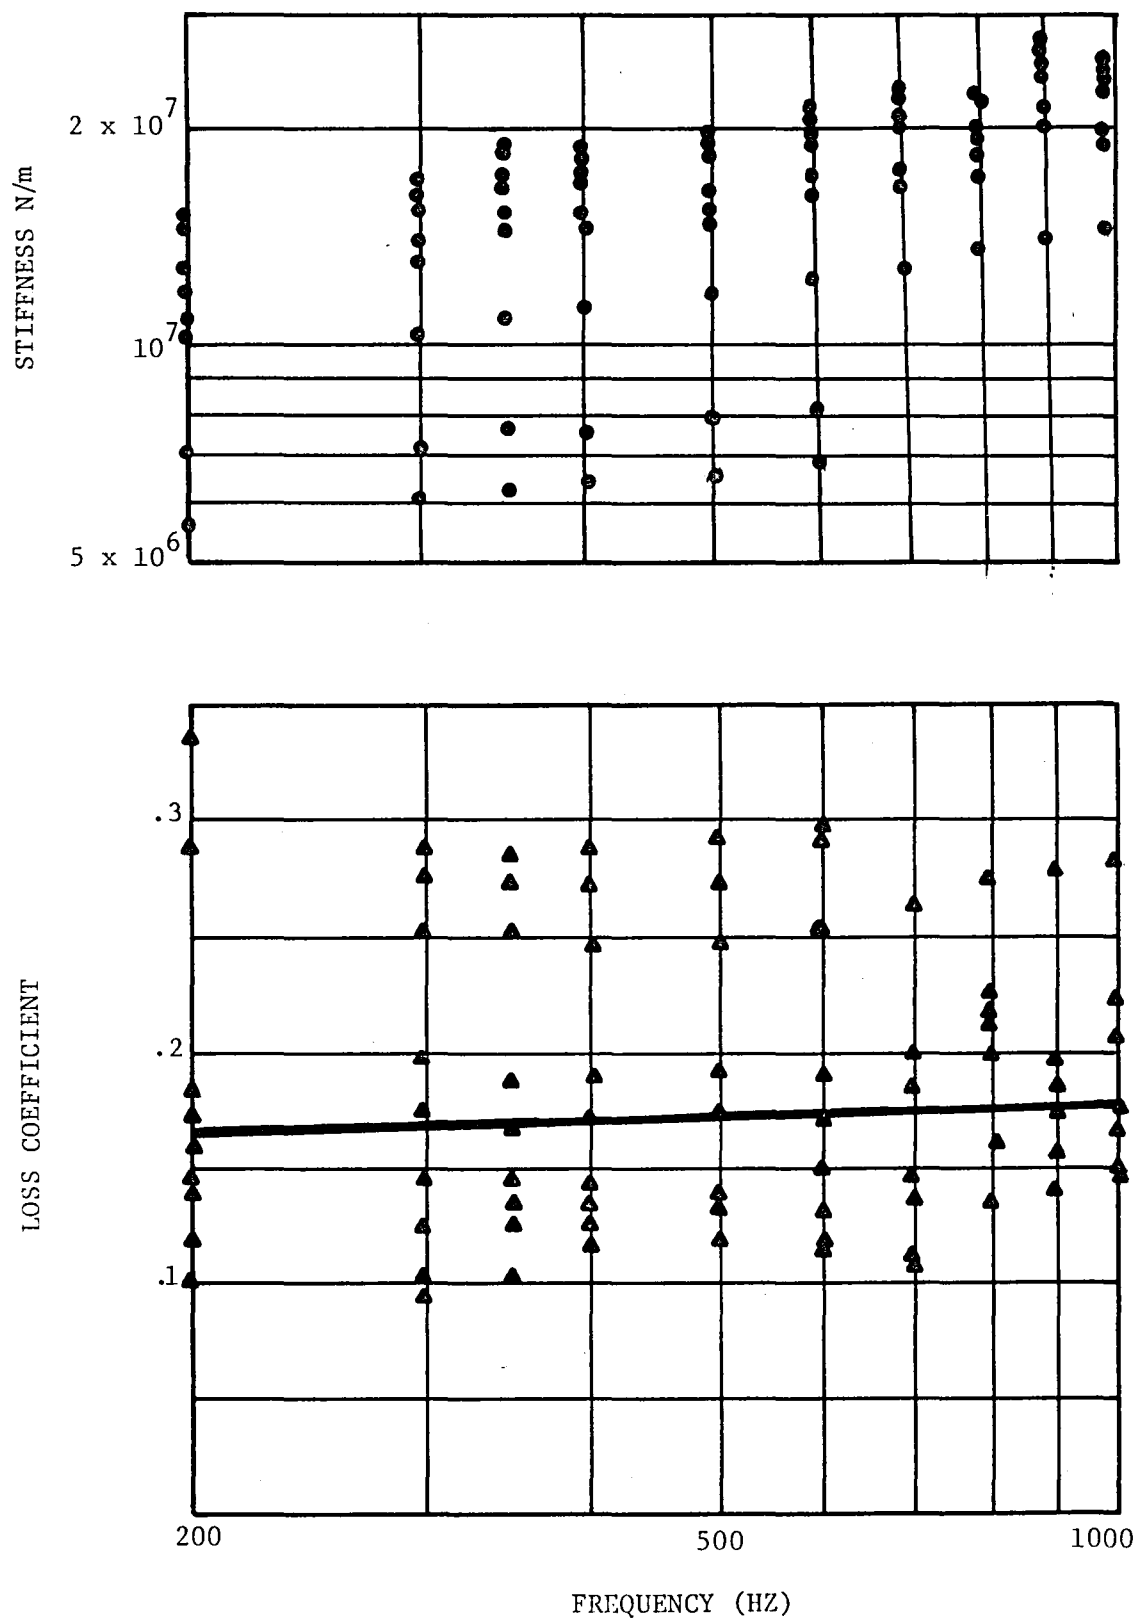 STIFFNESS N/m
2 x 10^7
10^7
5 x 10^6
LOSS COEFFICIENT
.3
.2
.1
200
500
1000
FREQUENCY (HZ)